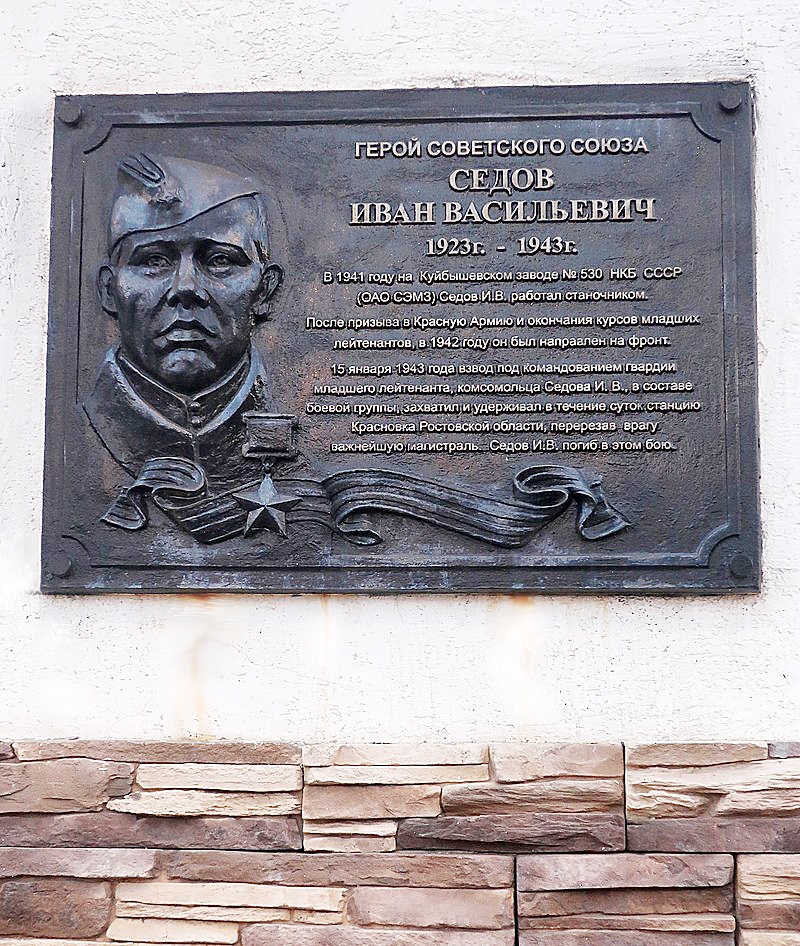 ГЕРОЙ СОВЕТСКОГО СОЮЗА
СЕДОВ
ИВАН ВАСИЛЬЕВИЧ
1923г. - 1943г.
В 1941 году на Куйбышевском заводе № 530 НКБ СССР
(ОАО СЭМЗ) Седов И.В. работал станочником.
После призыва в Красную Армию и окончания курсов младших
лейтенантов, в 1942 году он был направлен на фронт.
15 января 1943 года взвод под командованием гвардии
младшего лейтенанта, комсомольца Седова И. В., в составе
боевой группы, захватил и удерживал в течение суток станцию
Красновка Ростовской области, перерезав врагу
важнейшую магистраль. Седов И.В. погиб в этом бою.